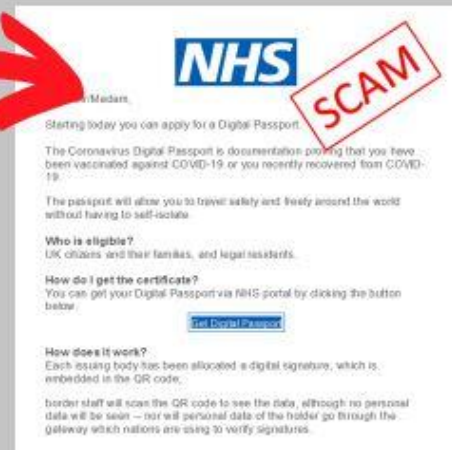 NHS
SCAM
/Madam,
Starting today you can apply for a Digital Passport.
The Coronavirus Digital Passport is documentation proving that you have
been vaccinated against COVID-19 or you recently recovered from COVID-
19.
The passport will allow you to travel safely and freely around the world
without having to self-isolate.
Who is eligible?
UK citizens and their families, and legal residents.
How do I get the certificate?
You can get your Digital Passport via NHS portal by clicking the button
below.
Get Digital Passport
How does it work?
Each issuing body has been allocated a digital signature, which is
embedded in the QR code,
border staff will scan the QR code to see the data, although no personal
data will be seen – nor will personal data of the holder go through the
gateway which nations are using to verify signatures.